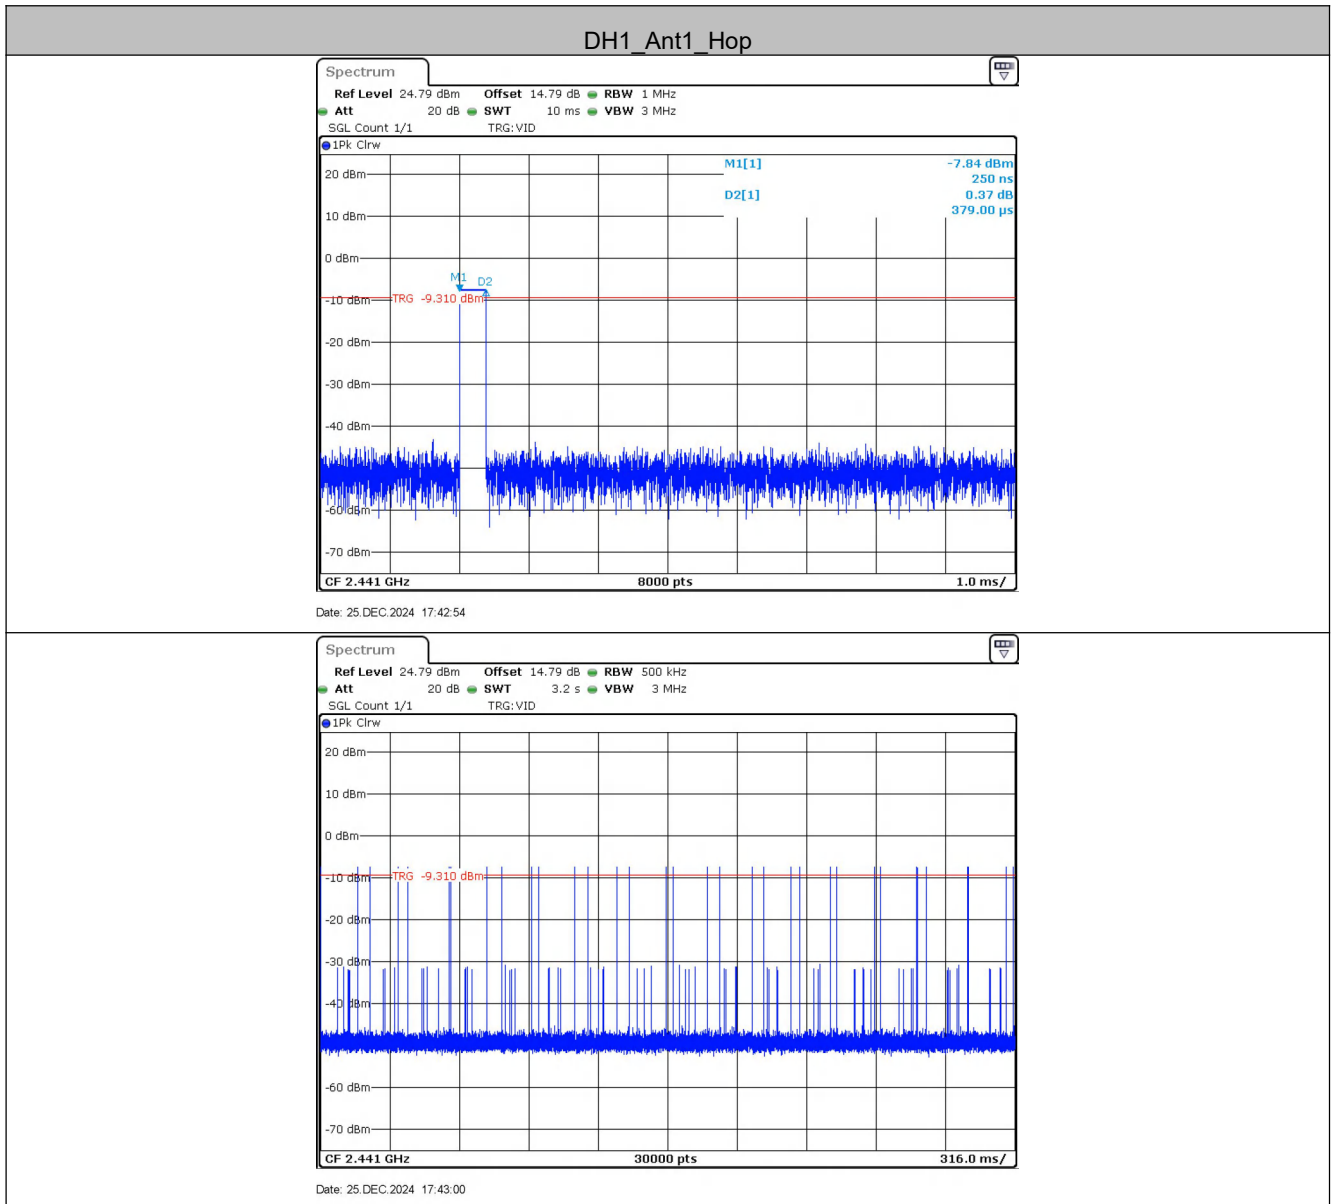 DH1_Ant1_Hop
Spectrum
Ref Level 24.79 dBm Offset 14.79 dB RBW 1 MHz
Att 20 dB SWT 10 ms VBW 3 MHz
SGL Count 1/1 TRG:VID
1Pk Clrw
M1[1] -7.84 dBm
250 ns
D2[1] 0.37 dB
379.00 µs
20 dBm
10 dBm
0 dBm
M1 D2
-10 dBm TRG -9.310 dBm
-20 dBm
-30 dBm
-40 dBm
-60 dBm
-70 dBm
CF 2.441 GHz 8000 pts 1.0 ms/
Date: 25.DEC.2024 17:42:54
Spectrum
Ref Level 24.79 dBm Offset 14.79 dB RBW 500 kHz
Att 20 dB SWT 3.2 s VBW 3 MHz
SGL Count 1/1 TRG:VID
1Pk Clrw
20 dBm
10 dBm
0 dBm
-10 dBm TRG -9.310 dBm
-20 dBm
-30 dBm
-40 dBm
-60 dBm
-70 dBm
CF 2.441 GHz 30000 pts 316.0 ms/
Date: 25.DEC.2024 17:43:00